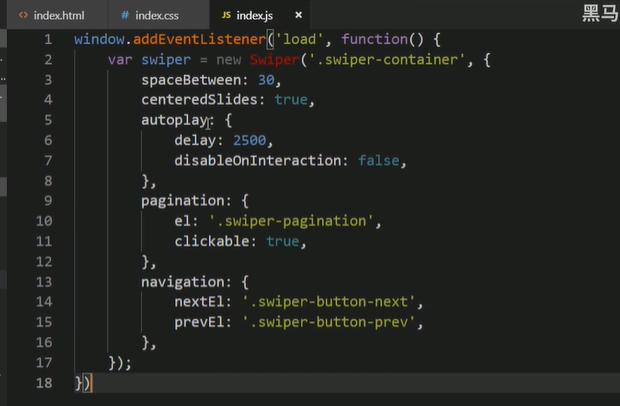 <> index.html
# index.css
JS index.js ×
黑马
1 window.addEventListener('load', function() {
2 var swiper = new Swiper('.swiper-container', {
3 spaceBetween: 30,
4 centeredSlides: true,
5 autoplay: {
6 delay: 2500,
7 disableOnInteraction: false,
8 },
9 pagination: {
10 el: '.swiper-pagination',
11 clickable: true,
12 },
13 navigation: {
14 nextEl: '.swiper-button-next',
15 prevEl: '.swiper-button-prev',
16 },
17 });
18 })